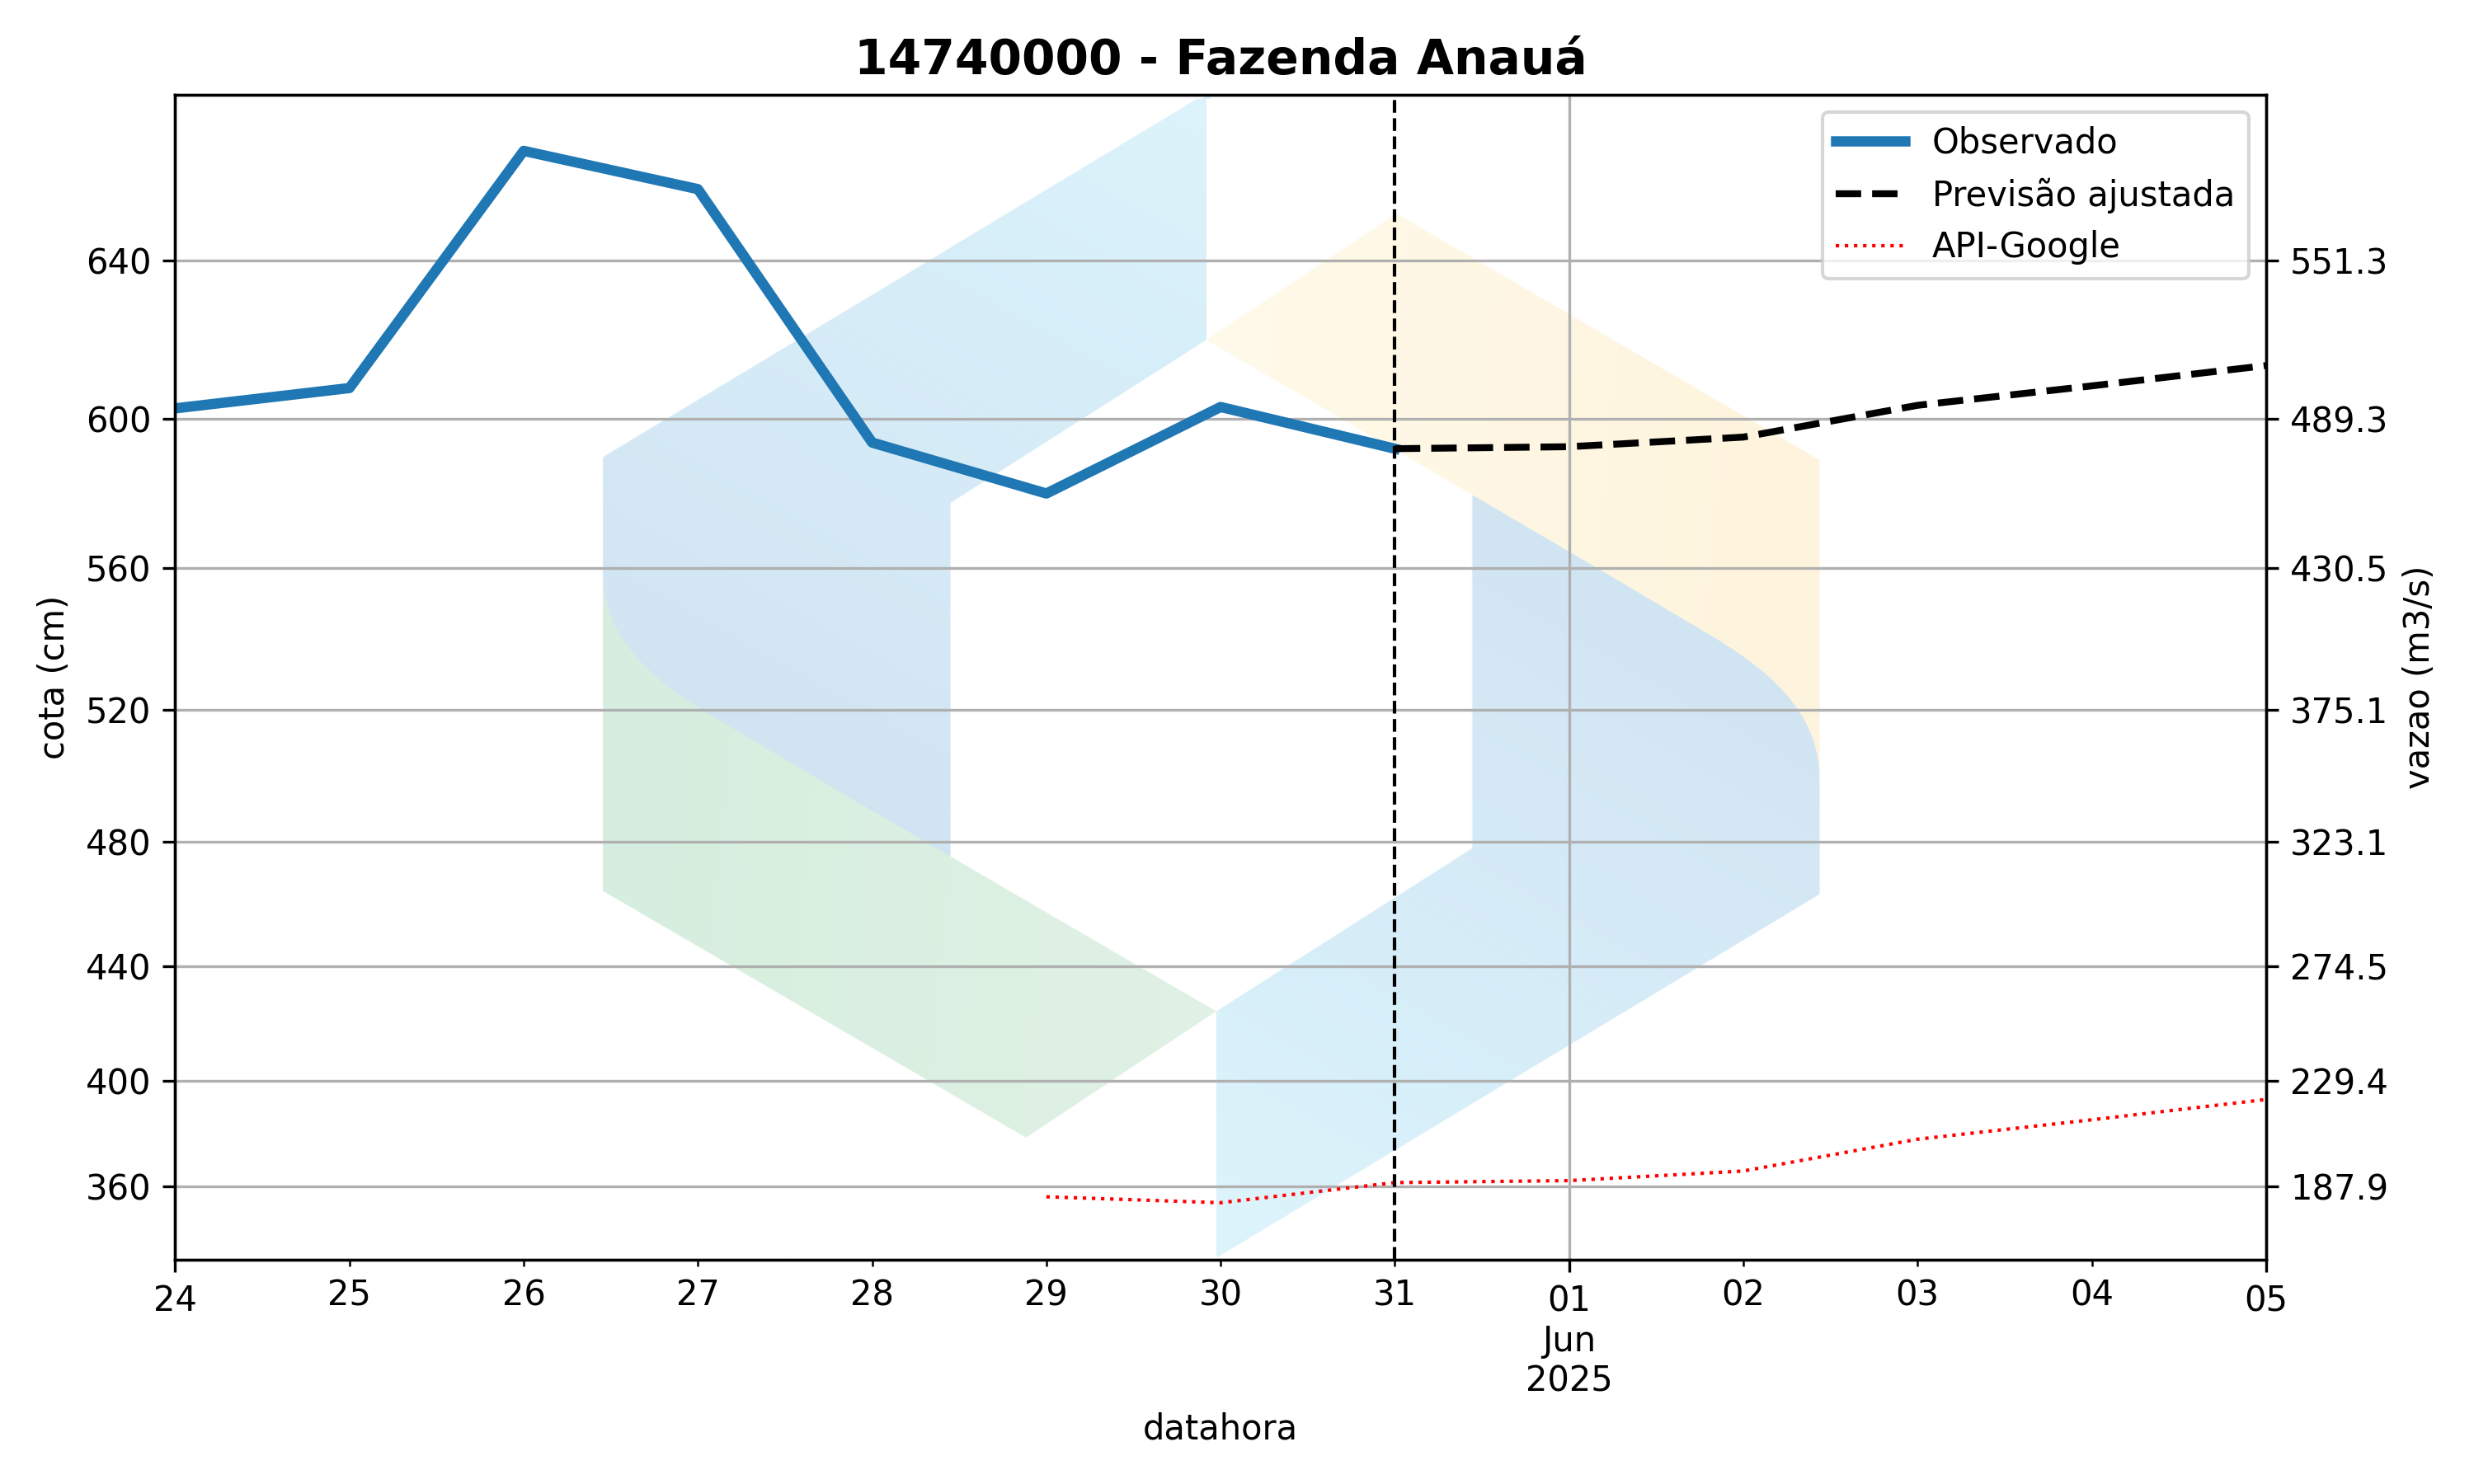 14740000 - Fazenda Anauá
Observado
Previsão ajustada
API-Google
640
600
560
520
480
440
400
360
cota (cm)
551.3
489.3
430.5
375.1
323.1
274.5
229.4
187.9
vazao (m3/s)
24 25 26 27 28 29 30 31 01 02 03 04 05
Jun
2025
datahora